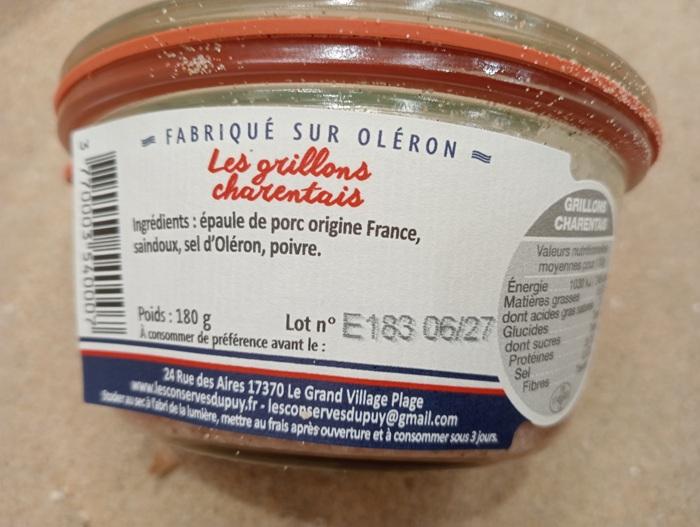 FABRIQUÉ SUR OLÉRON
Les grillons
charentais
Ingrédients : épaule de porc origine France,
saindoux, sel d'Oléron, poivre.
Poids : 180 g
Lot n° E183 06/27
À consommer de préférence avant le :
24 Rue des Aires 17370 Le Grand Village Plage
www.lesconservesdupuy.fr - lesconservesdupuy@gmail.com
Stocker au sec à l'abri de la lumière, mettre au frais après ouverture et à consommer sous 3 jours.
3 770003 540007
GRILLONS
CHARENTAIS
Valeurs nutritionnelles
moyennes pour
Énergie
Matières grasses
dont acides gras
Glucides
dont sucres
Protéines
Sel
Fibres